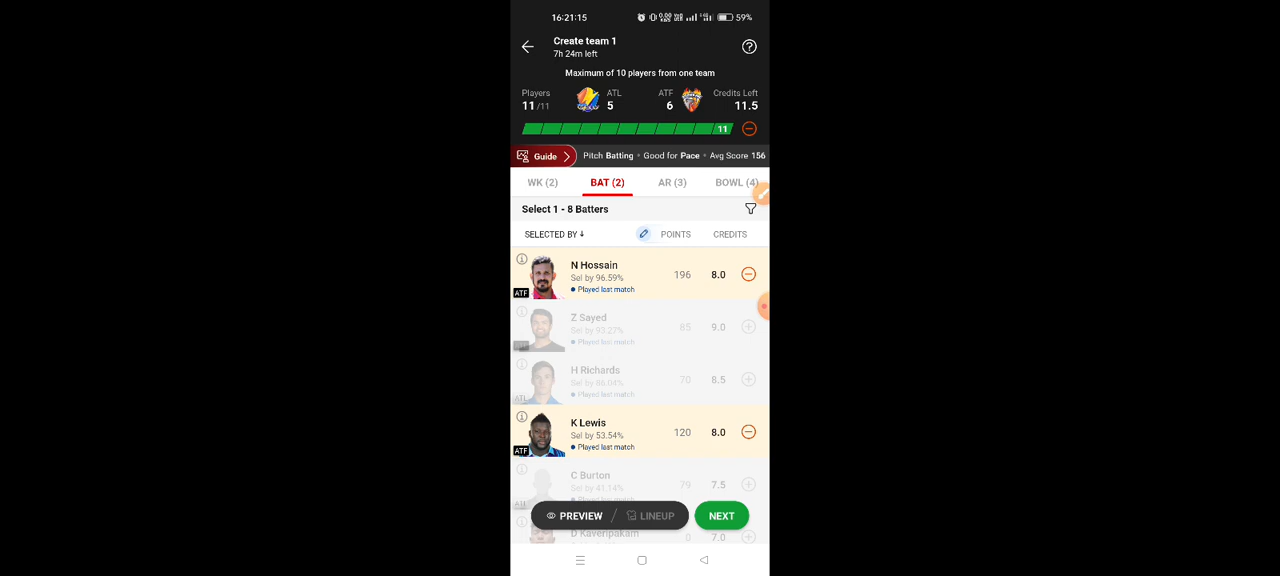 16:21:15 59%
Create team 1
7h 24m left
Maximum of 10 players from one team
Players ATL ATF Credits Left
11/11 5 6 11.5
11
Guide Pitch Batting • Good for Pace • Avg Score 156
WK (2) BAT (2) AR (3) BOWL (4)
Select 1 - 8 Batters
SELECTED BY ↓ POINTS CREDITS
N Hossain
Sel by 96.59% 196 8.0
ATF • Played last match
Z Sayed
Sel by 93.27% 85 9.0
• Played last match
H Richards
Sel by 86.04% 70 8.5
ATL • Played last match
K Lewis
Sel by 53.54% 120 8.0
ATF • Played last match
C Burton
Sel by 41.14% 79 7.5
ATL
PREVIEW / LINEUP NEXT
D Kaveripakam 0 7.0